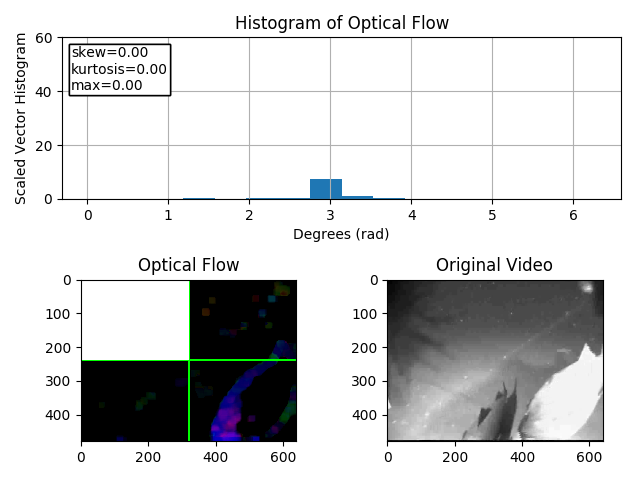 Histogram of Optical Flow
Scaled Vector Histogram
60
40
20
0
skew=0.00
kurtosis=0.00
max=0.00
0 1 2 3 4 5 6
Degrees (rad)
Optical Flow
0
100
200
300
400
0 200 400 600
Original Video
0
100
200
300
400
0 200 400 600